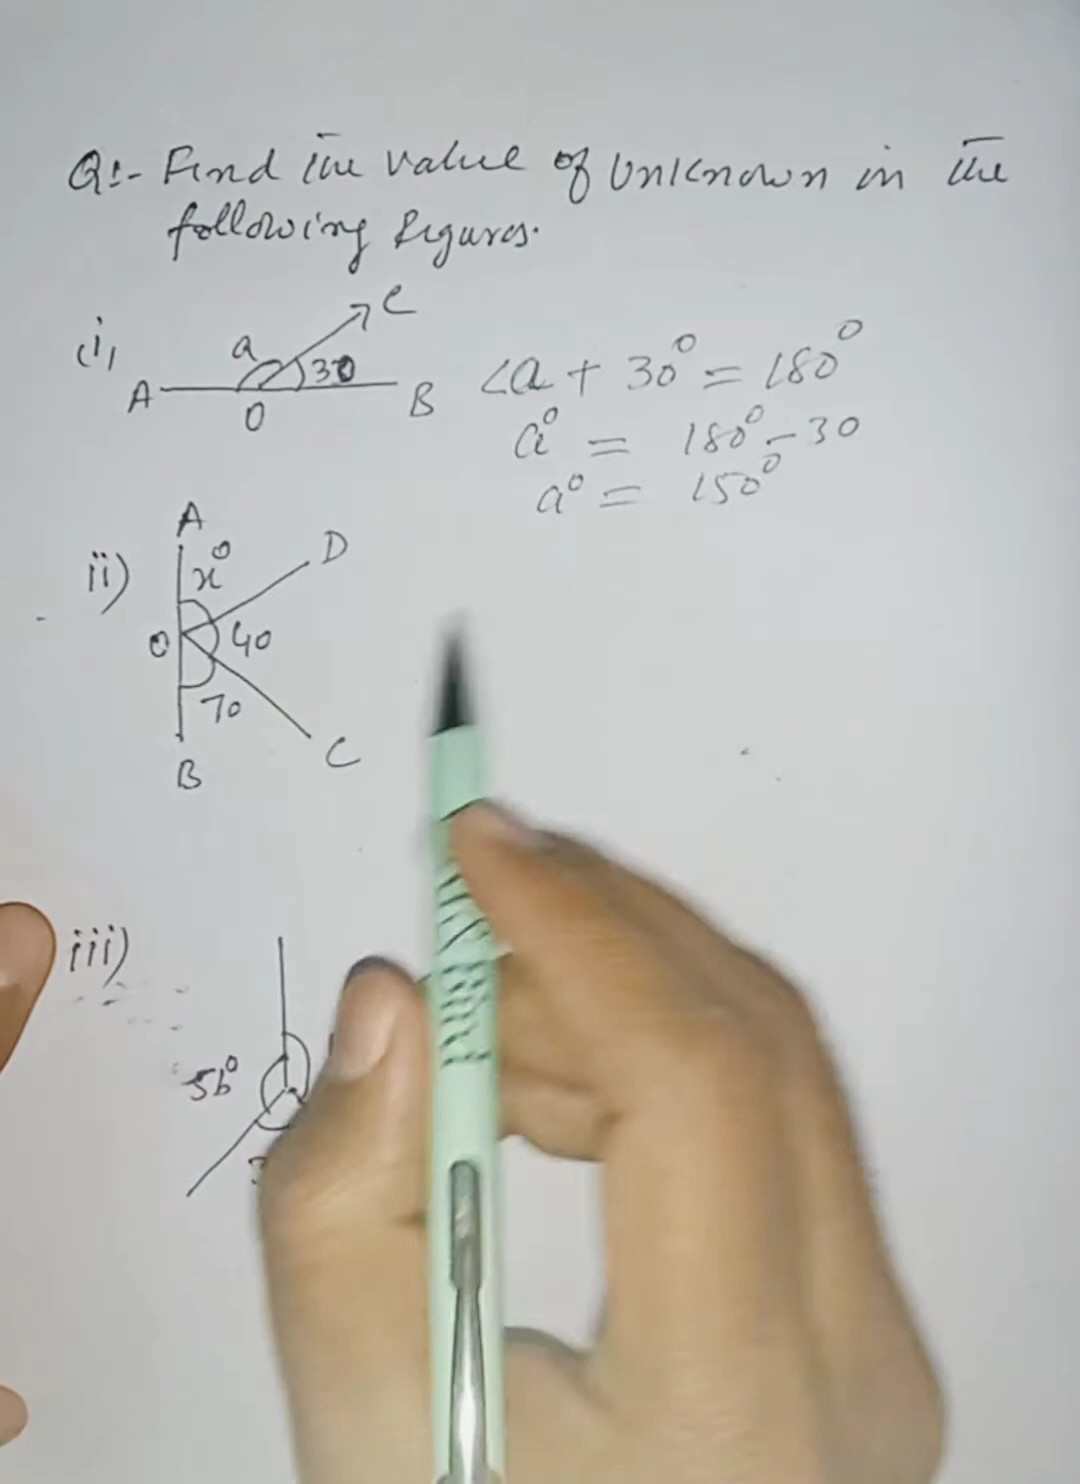 Q:- Find the value of unknown in the
following figures.
(i) a C
A 30 B
O
<a + 30° = 180°
a° = 180° - 30
a° = 150°
ii) A
x° D
O 40
70
B C
iii)
5b°